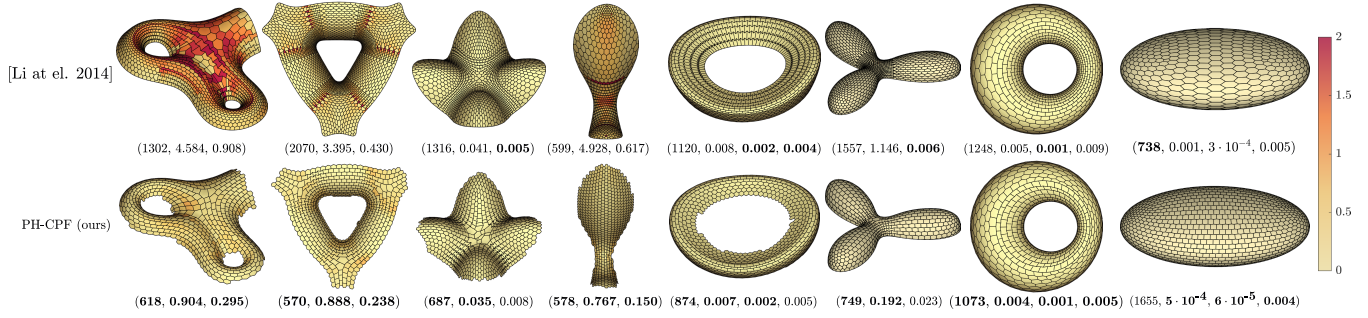 [Li at el. 2014]
(1302, 4.584, 0.908) (2070, 3.395, 0.430) (1316, 0.041, 0.005) (599, 4.928, 0.617) (1120, 0.008, 0.002, 0.004) (1557, 1.146, 0.006) (1248, 0.005, 0.001, 0.009) (738, 0.001, 3 · 10⁻⁴, 0.005)
PH-CPF (ours)
(618, 0.904, 0.295) (570, 0.888, 0.238) (687, 0.035, 0.008) (578, 0.767, 0.150) (874, 0.007, 0.002, 0.005) (749, 0.192, 0.023) (1073, 0.004, 0.001, 0.005) (1655, 5 · 10⁻⁴, 6 · 10⁻⁵, 0.004)
2
1.5
1
0.5
0